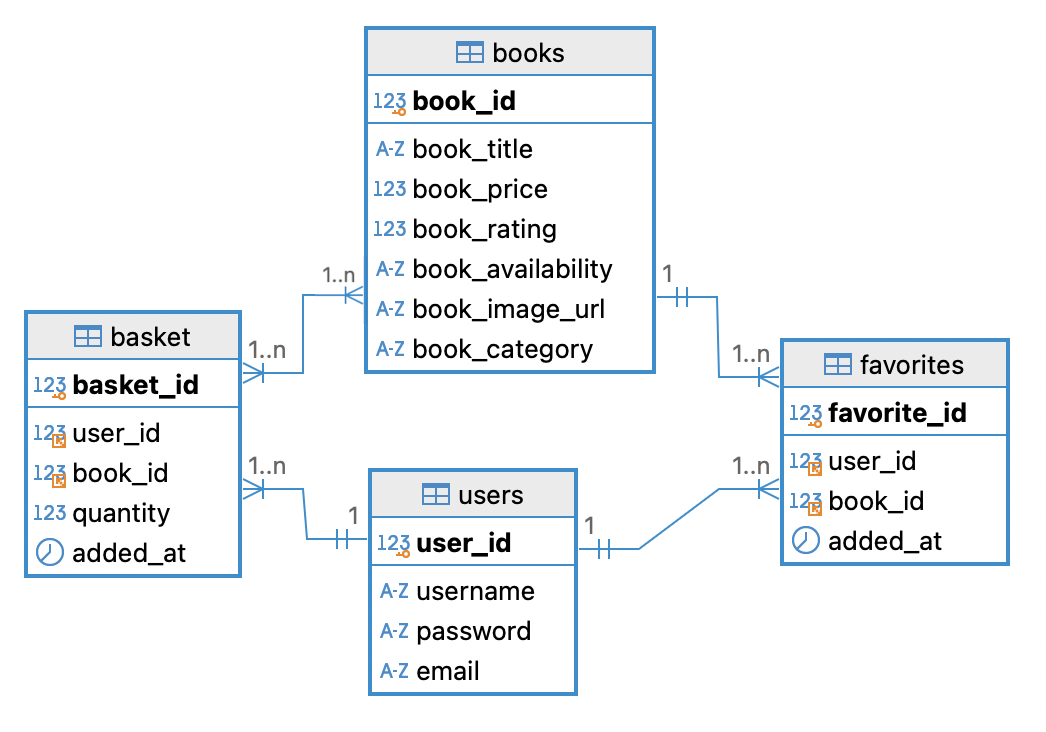 books
123 book_id
A-Z book_title
123 book_price
123 book_rating
A-Z book_availability
A-Z book_image_url
A-Z book_category
1..n
1..n
1
1..n
basket
123 basket_id
123 user_id
123 book_id
123 quantity
added_at
1..n
1
users
123 user_id
A-Z username
A-Z password
A-Z email
1
1..n
favorites
123 favorite_id
123 user_id
123 book_id
added_at